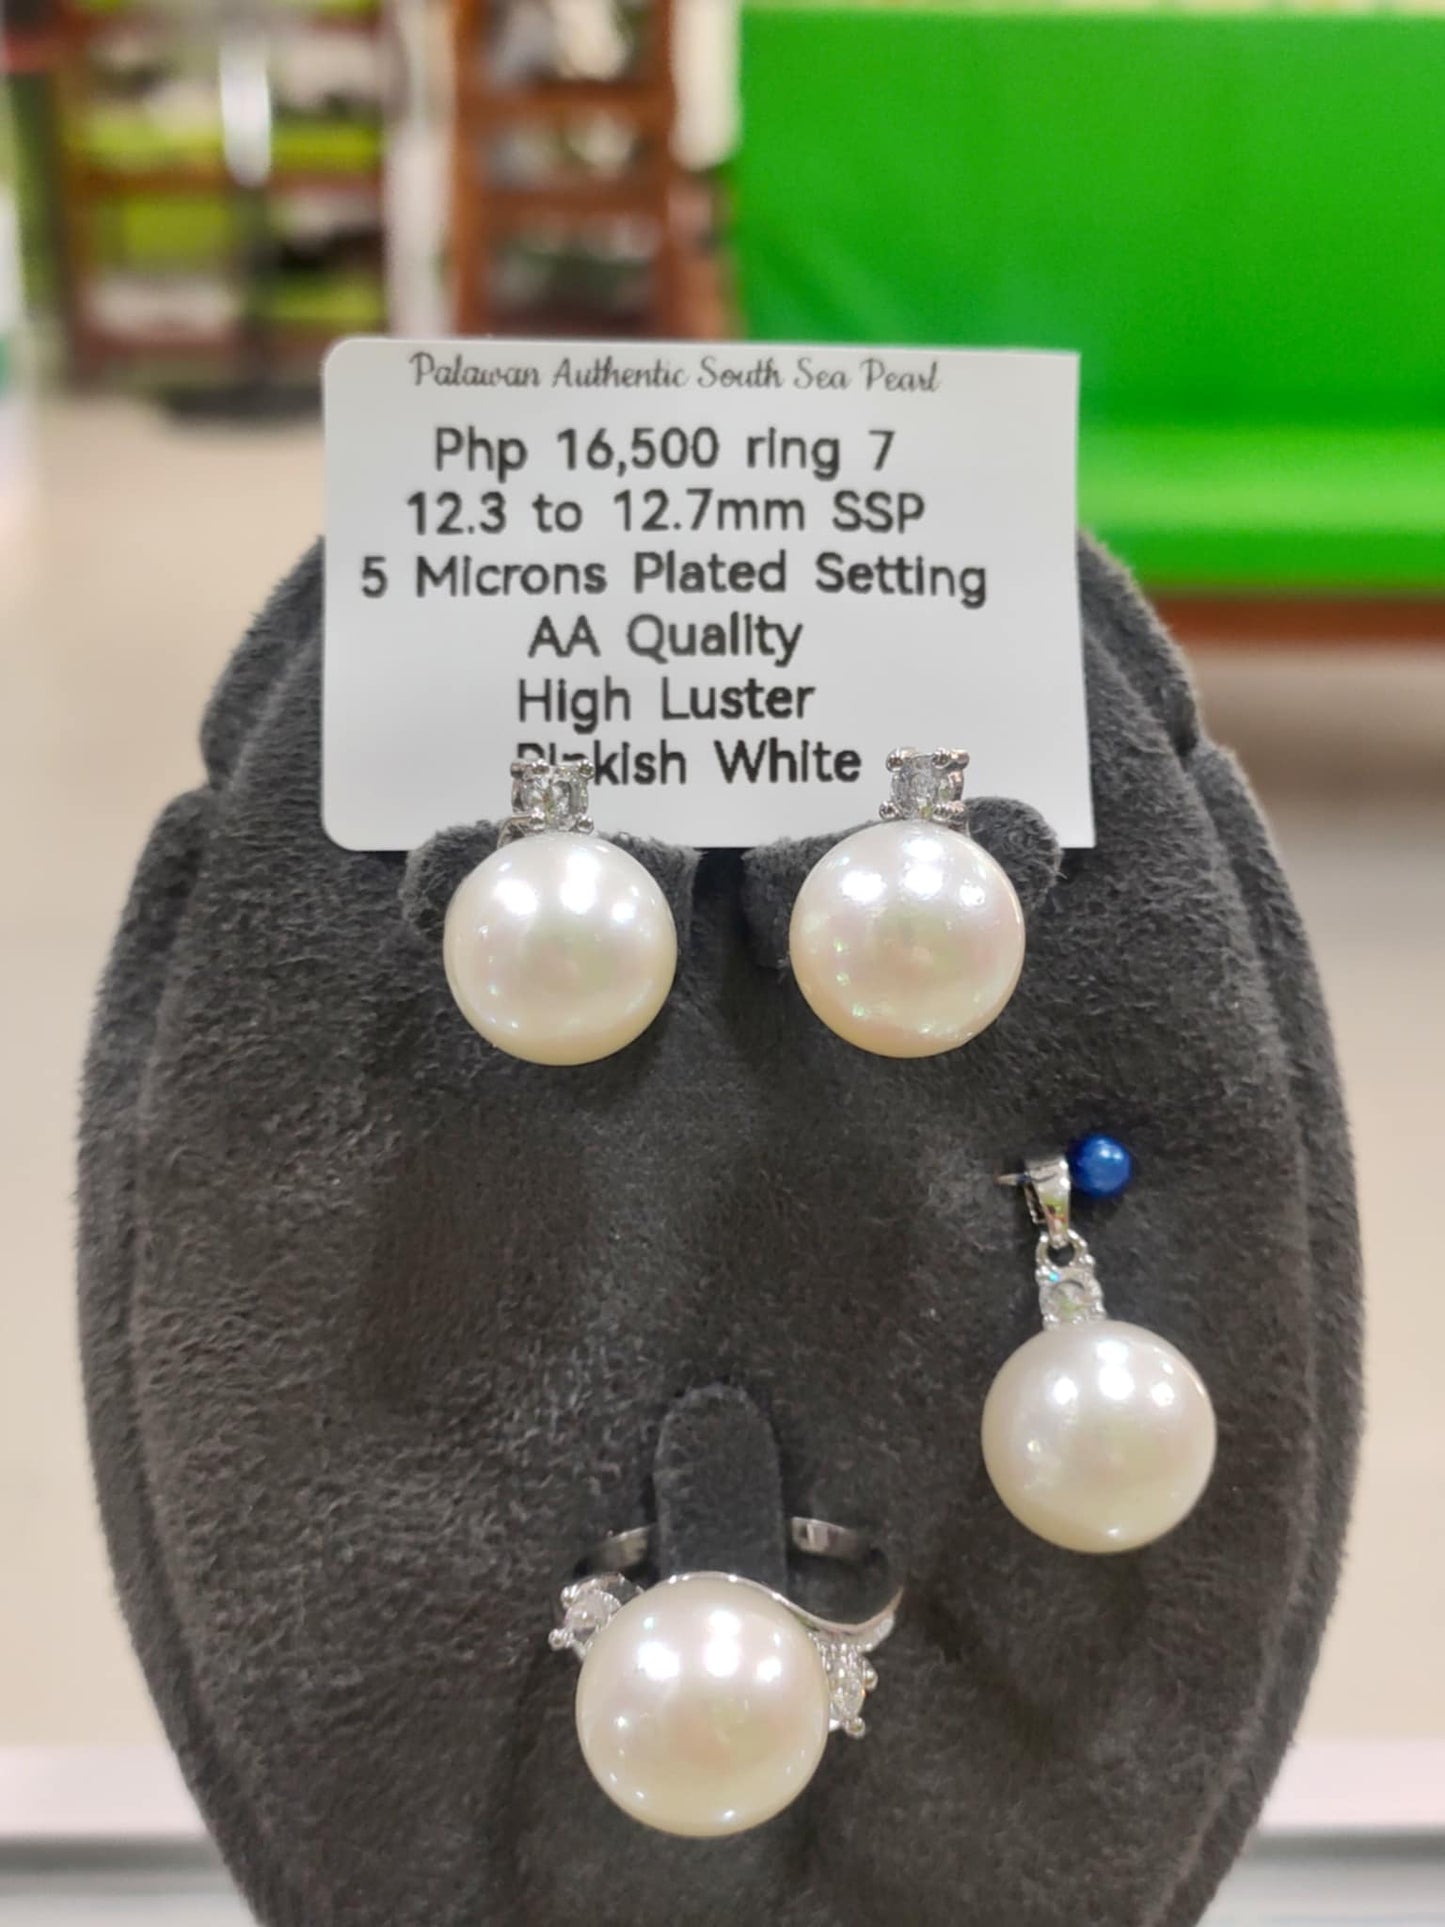 Palawan Authentic South Sea Pearl
Php 16,500 ring 7
12.3 to 12.7mm SSP
5 Microns Plated Setting
AA Quality
High Luster
Pinkish White